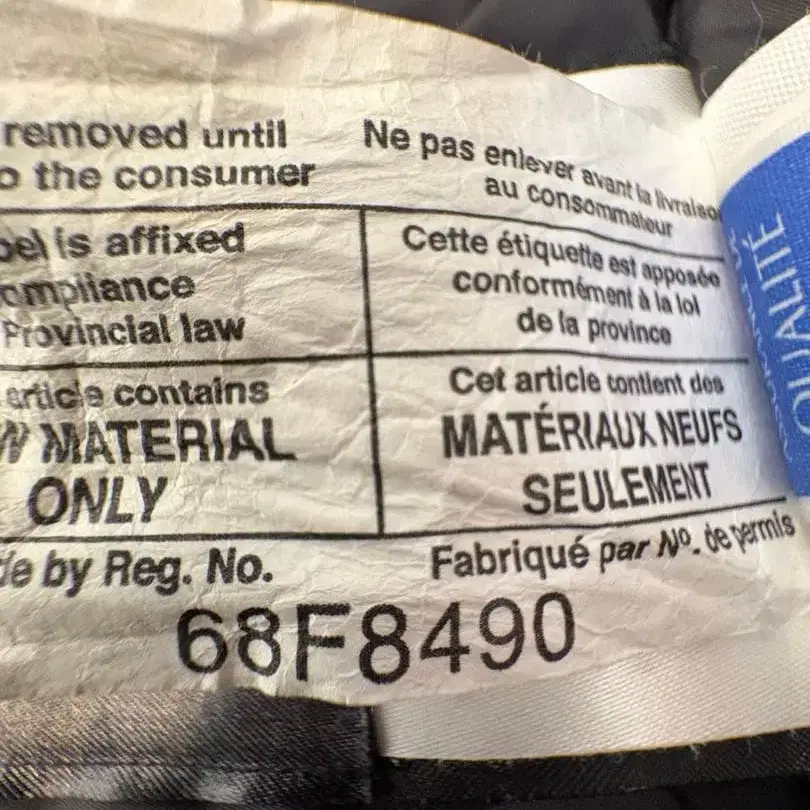 removed until
o the consumer
Ne pas enlever avant la livraison
au consommateur
bel is affixed
ompliance
Provincial law
Cette étiquette est apposée
conformément à la loi
de la province
article contains
W MATERIAL
ONLY
Cet article contient des
MATÉRIAUX NEUFS
SEULEMENT
de by Reg. No.
Fabriqué par Nº. de permis
68F8490
QUALITÉ